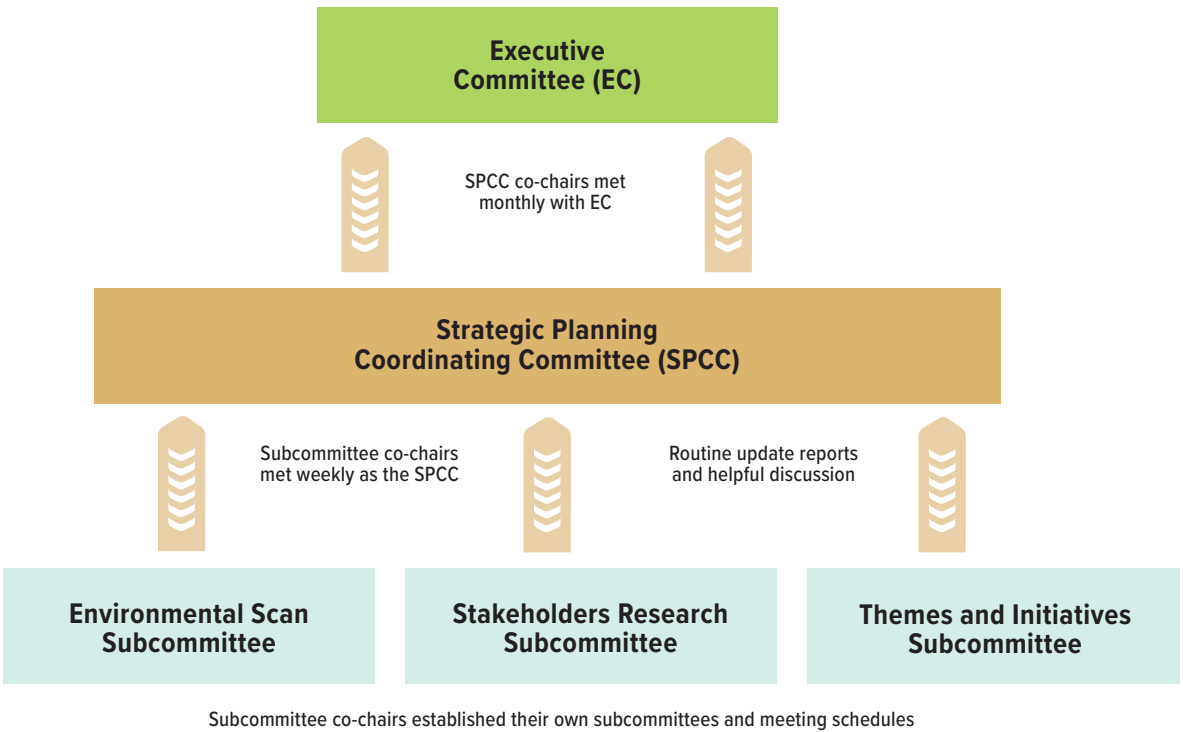 Executive
Committee (EC)
SPCC co-chairs met
monthly with EC
Strategic Planning
Coordinating Committee (SPCC)
Subcommittee co-chairs
met weekly as the SPCC
Routine update reports
and helpful discussion
Environmental Scan
Subcommittee
Stakeholders Research
Subcommittee
Themes and Initiatives
Subcommittee
Subcommittee co-chairs established their own subcommittees and meeting schedules